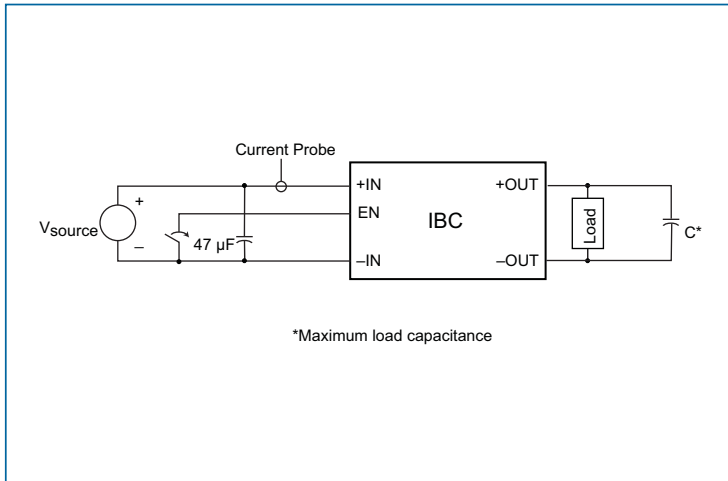 Current Probe
+IN
+OUT
+
EN
IBC
Vsource
Load
47 µF
C*
–
–IN
–OUT
*Maximum load capacitance